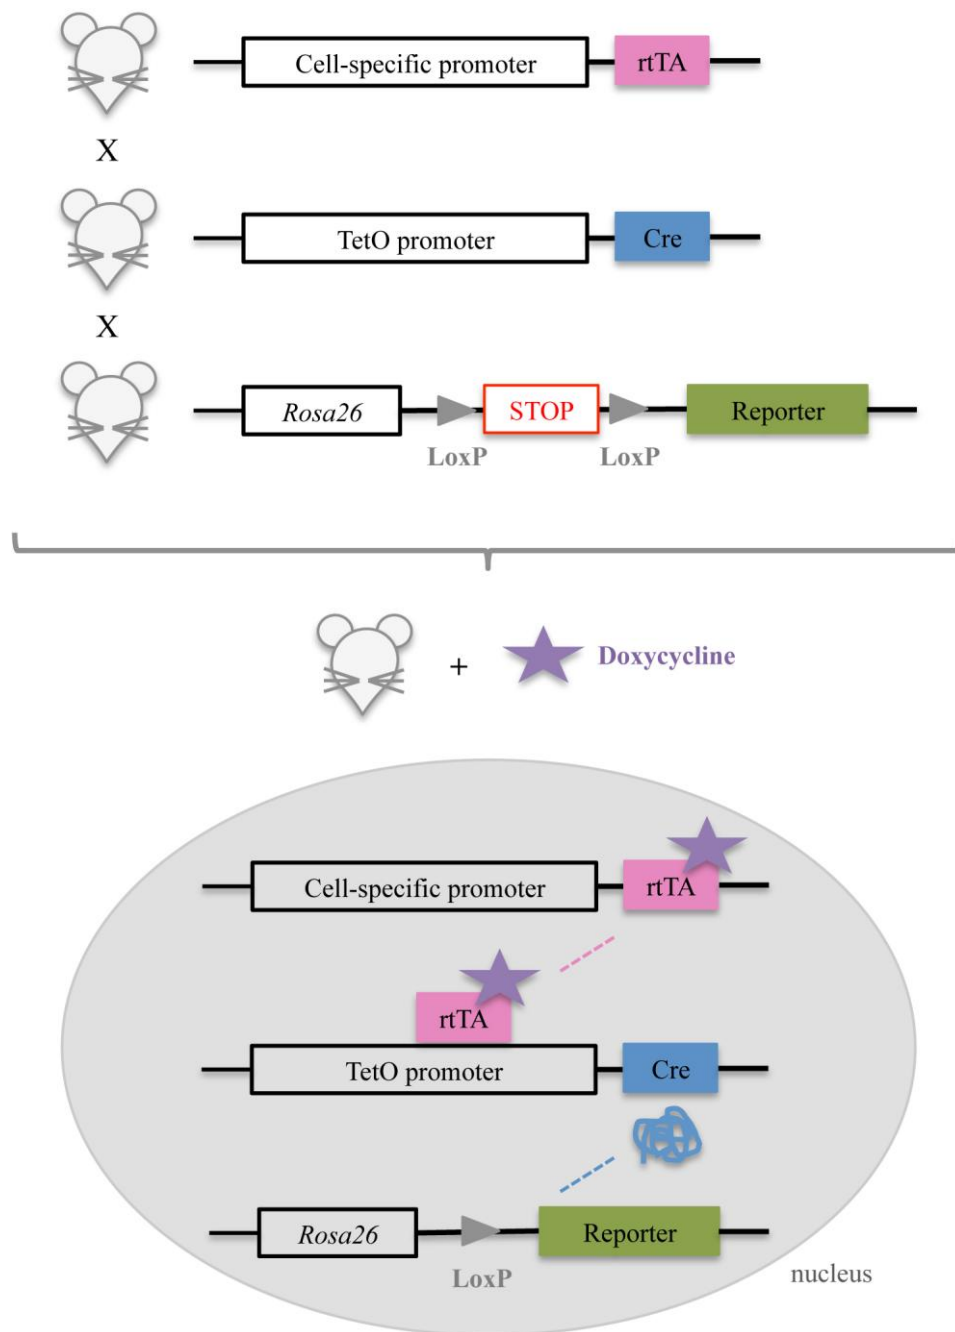 Cell-specific promoter rtTA
X
TetO promoter Cre
X
Rosa26 STOP Reporter
LoxP LoxP
+ Doxycycline
Cell-specific promoter rtTA
rtTA
TetO promoter Cre
Rosa26 Reporter
LoxP
nucleus